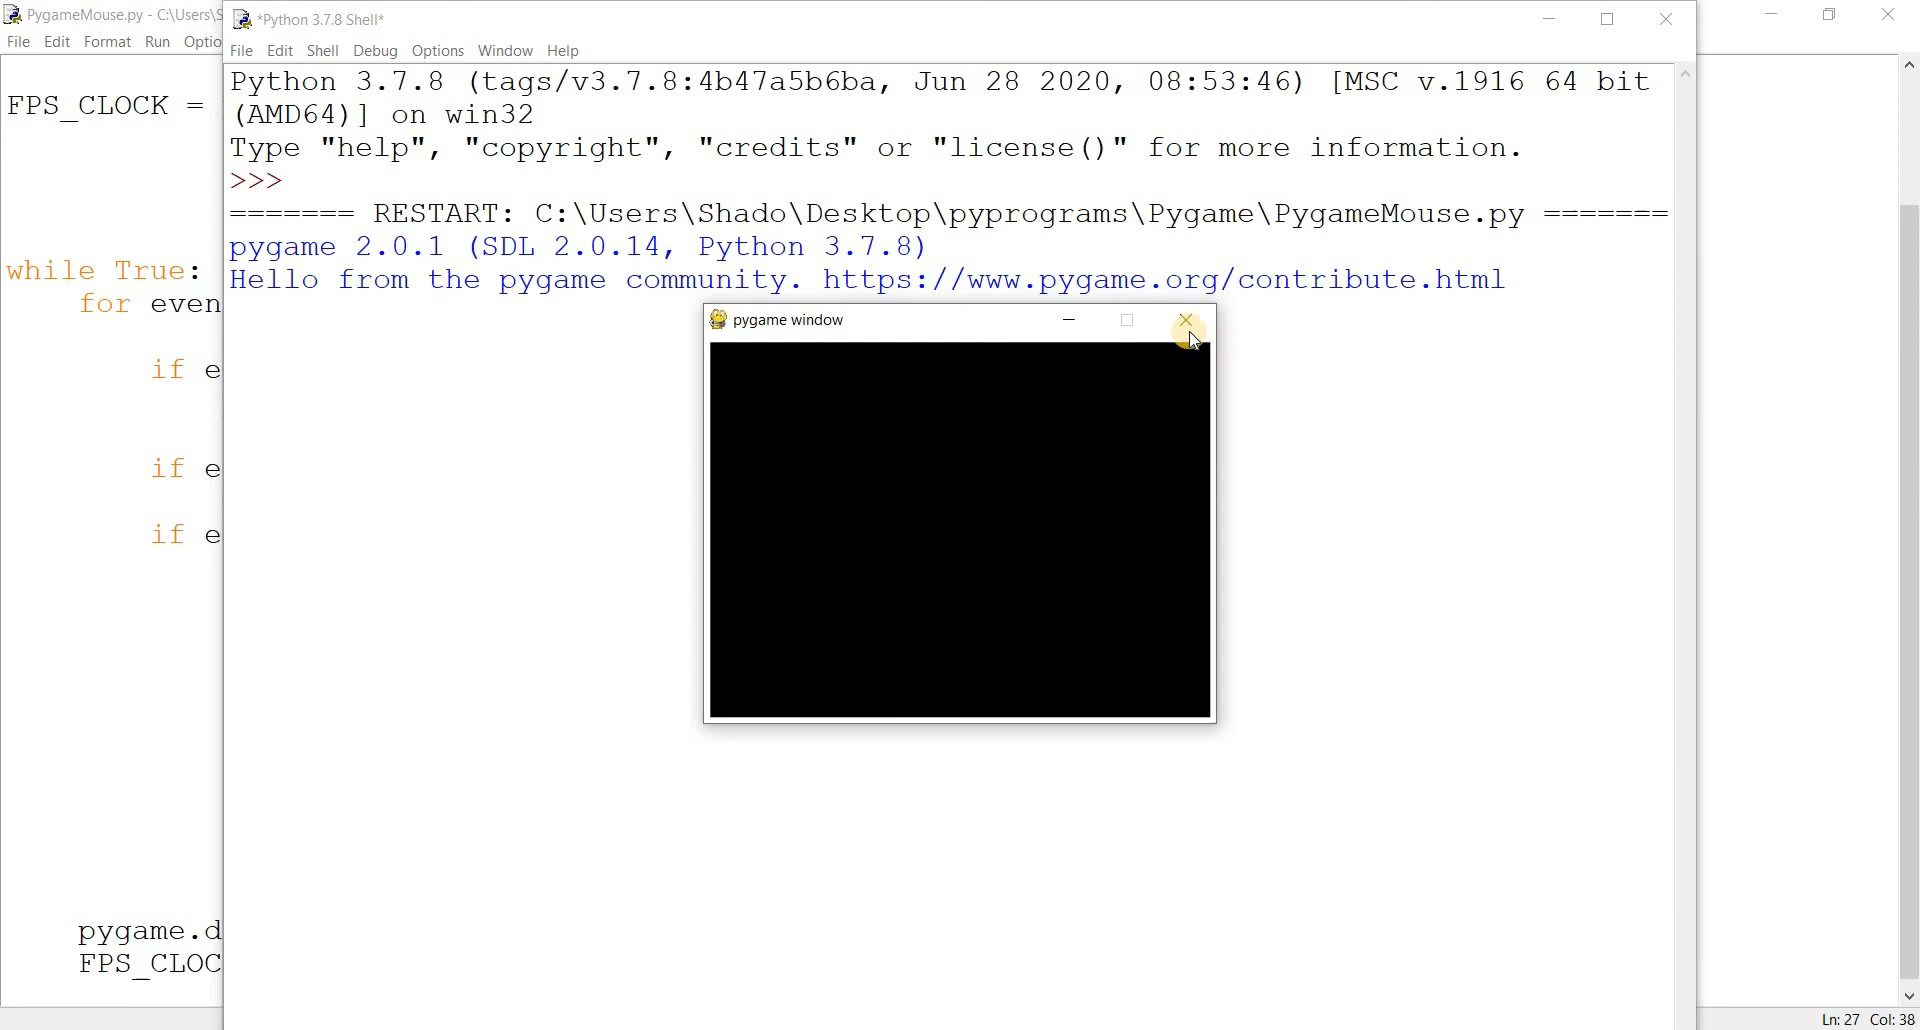 PygameMouse.py - C:\Users\S
File Edit Format Run Optio
FPS_CLOCK =
while True:
for even
if e
if e
if e
pygame.d
FPS_CLOC
*Python 3.7.8 Shell*
File Edit Shell Debug Options Window Help
Python 3.7.8 (tags/v3.7.8:4b47a5b6ba, Jun 28 2020, 08:53:46) [MSC v.1916 64 bit
(AMD64)] on win32
Type "help", "copyright", "credits" or "license()" for more information.
>>>
======= RESTART: C:\Users\Shado\Desktop\pyprograms\Pygame\PygameMouse.py =======
pygame 2.0.1 (SDL 2.0.14, Python 3.7.8)
Hello from the pygame community. https://www.pygame.org/contribute.html
pygame window
Ln: 27 Col: 38